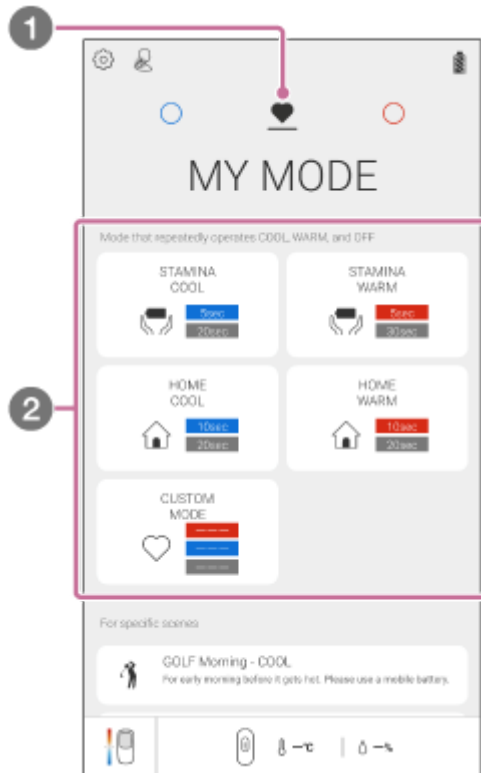 1
MY MODE
Mode that repeatedly operates COOL, WARM, and OFF
STAMINA
COOL
5sec
20sec
STAMINA
WARM
5sec
30sec
HOME
COOL
10sec
20sec
HOME
WARM
10sec
20sec
2
CUSTOM
MODE
---
---
---
For specific scenes
GOLF Morning - COOL
For early morning before it gets hot. Please use a mobile battery.
-℃
-%